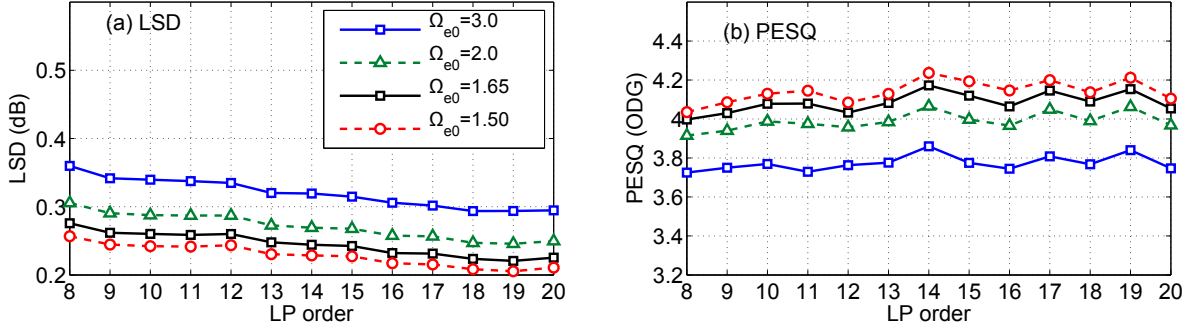 (a) LSD
Ωe0=3.0
Ωe0=2.0
Ωe0=1.65
Ωe0=1.50
0.5
0.4
0.3
0.2
LSD (dB)
8 9 10 11 12 13 14 15 16 17 18 19 20
LP order
(b) PESQ
4.4
4.2
4
3.8
3.6
3.4
3.2
PESQ (ODG)
8 9 10 11 12 13 14 15 16 17 18 19 20
LP order